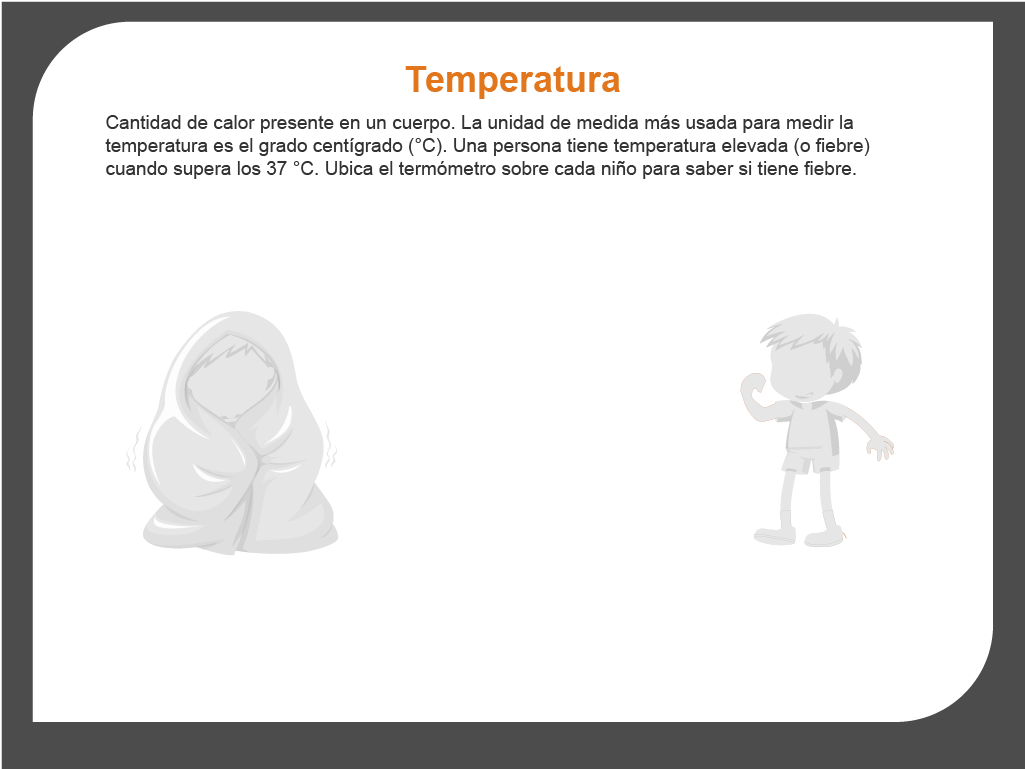 Temperatura
Cantidad de calor presente en un cuerpo. La unidad de medida más usada para medir la
temperatura es el grado centígrado (°C). Una persona tiene temperatura elevada (o fiebre)
cuando supera los 37 °C. Ubica el termómetro sobre cada niño para saber si tiene fiebre.